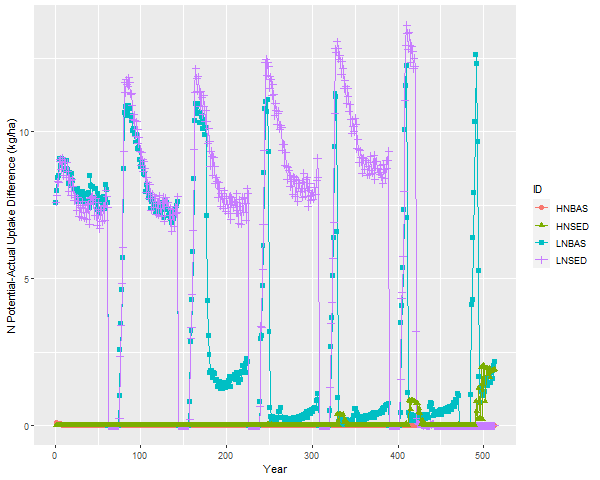 N Potential-Actual Uptake Difference (kg/ha)
10
5
0
0
100
200
300
400
500
Year
ID
HNBAS
HNSED
LNBAS
LNSED